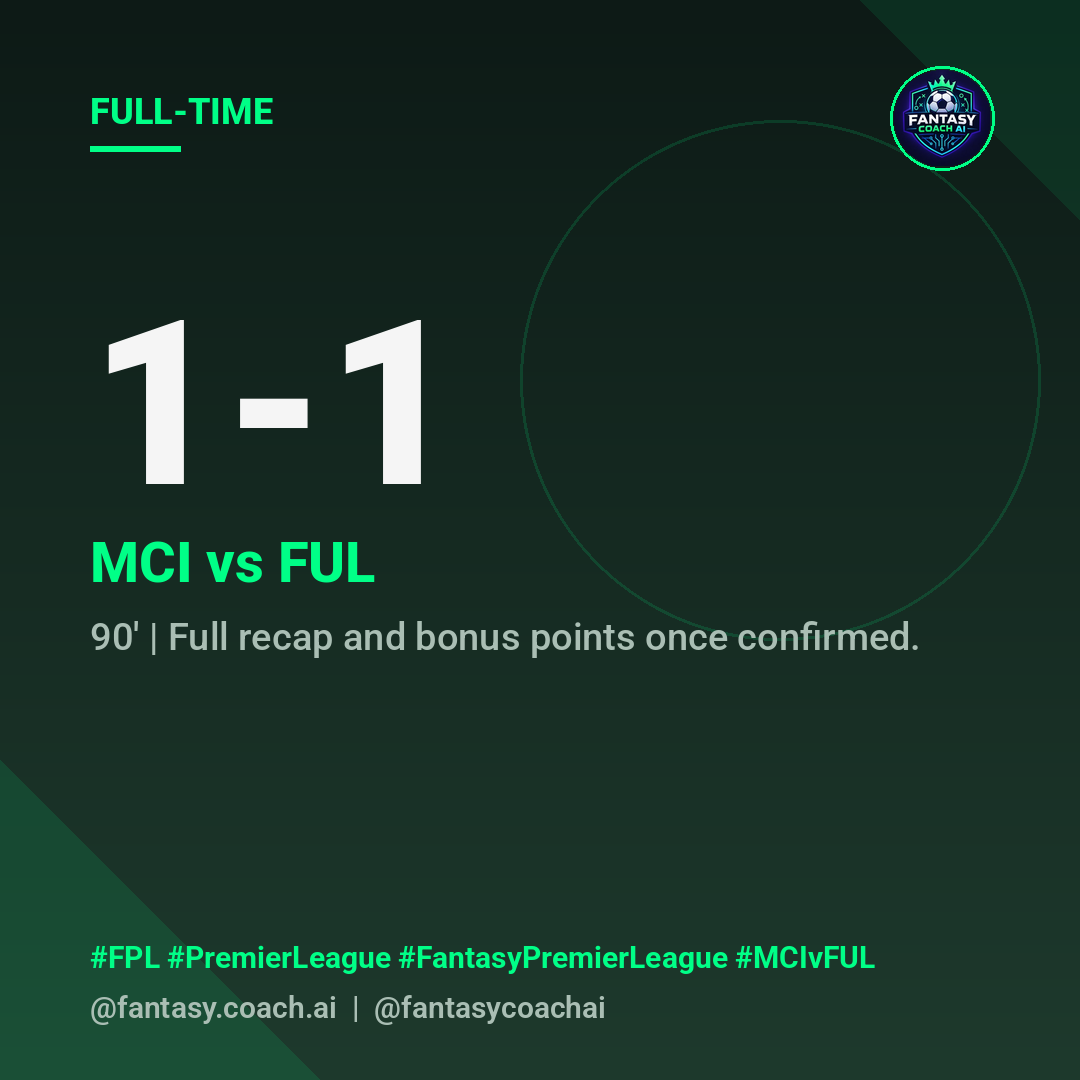 FULL-TIME
FANTASY
COACH AI
1-1
MCI vs FUL
90' | Full recap and bonus points once confirmed.
#FPL #PremierLeague #FantasyPremierLeague #MCIvFUL
@fantasy.coach.ai | @fantasycoachai